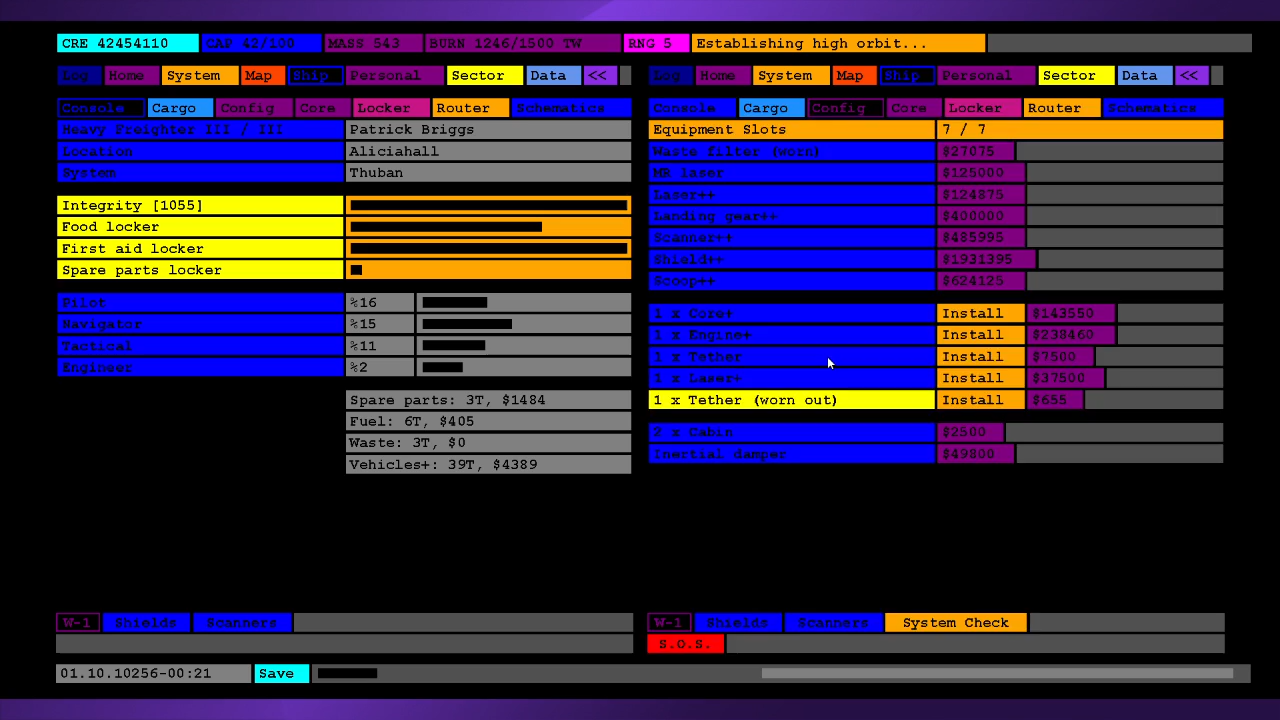 CRE 42454110 CAP 42/100 MASS 543 BURN 1246/1500 TW RNG 5 Establishing high orbit...
Log Home System Map Ship Personal Sector Data <<
Console Cargo Config Core Locker Router Schematics
Heavy Freighter III / III Patrick Briggs
Location Aliciahall
System Thuban
Integrity [1055]
Food locker
First aid locker
Spare parts locker
Pilot %16
Navigator %15
Tactical %11
Engineer %2
Spare parts: 3T, $1484
Fuel: 6T, $405
Waste: 3T, $0
Vehicles+: 39T, $4389
W-1 Shields Scanners
Log Home System Map Ship Personal Sector Data <<
Console Cargo Config Core Locker Router Schematics
Equipment Slots 7 / 7
Waste filter (worn) $27075
MR laser $125000
Laser++ $124875
Landing gear++ $400000
Scanner++ $485995
Shield++ $1931395
Scoop++ $624125
1 x Core+ Install $143550
1 x Engine+ Install $238460
1 x Tether Install $7500
1 x Laser+ Install $37500
1 x Tether (worn out) Install $655
2 x Cabin $2500
Inertial damper $49800
W-1 Shields Scanners System Check
S.O.S.
01.10.10256-00:21 Save